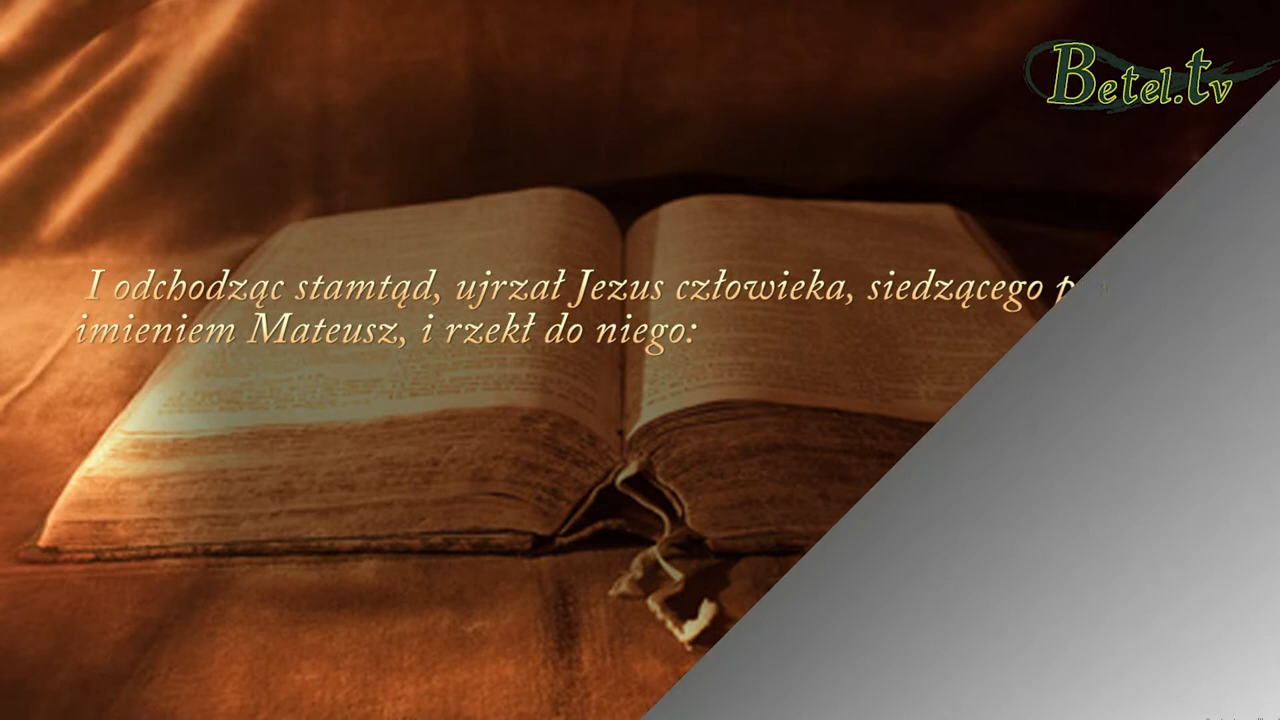 Betel.tv
I odchodząc stamtąd, ujrzał Jezus człowieka, siedzącego
imieniem Mateusz, i rzekł do niego: